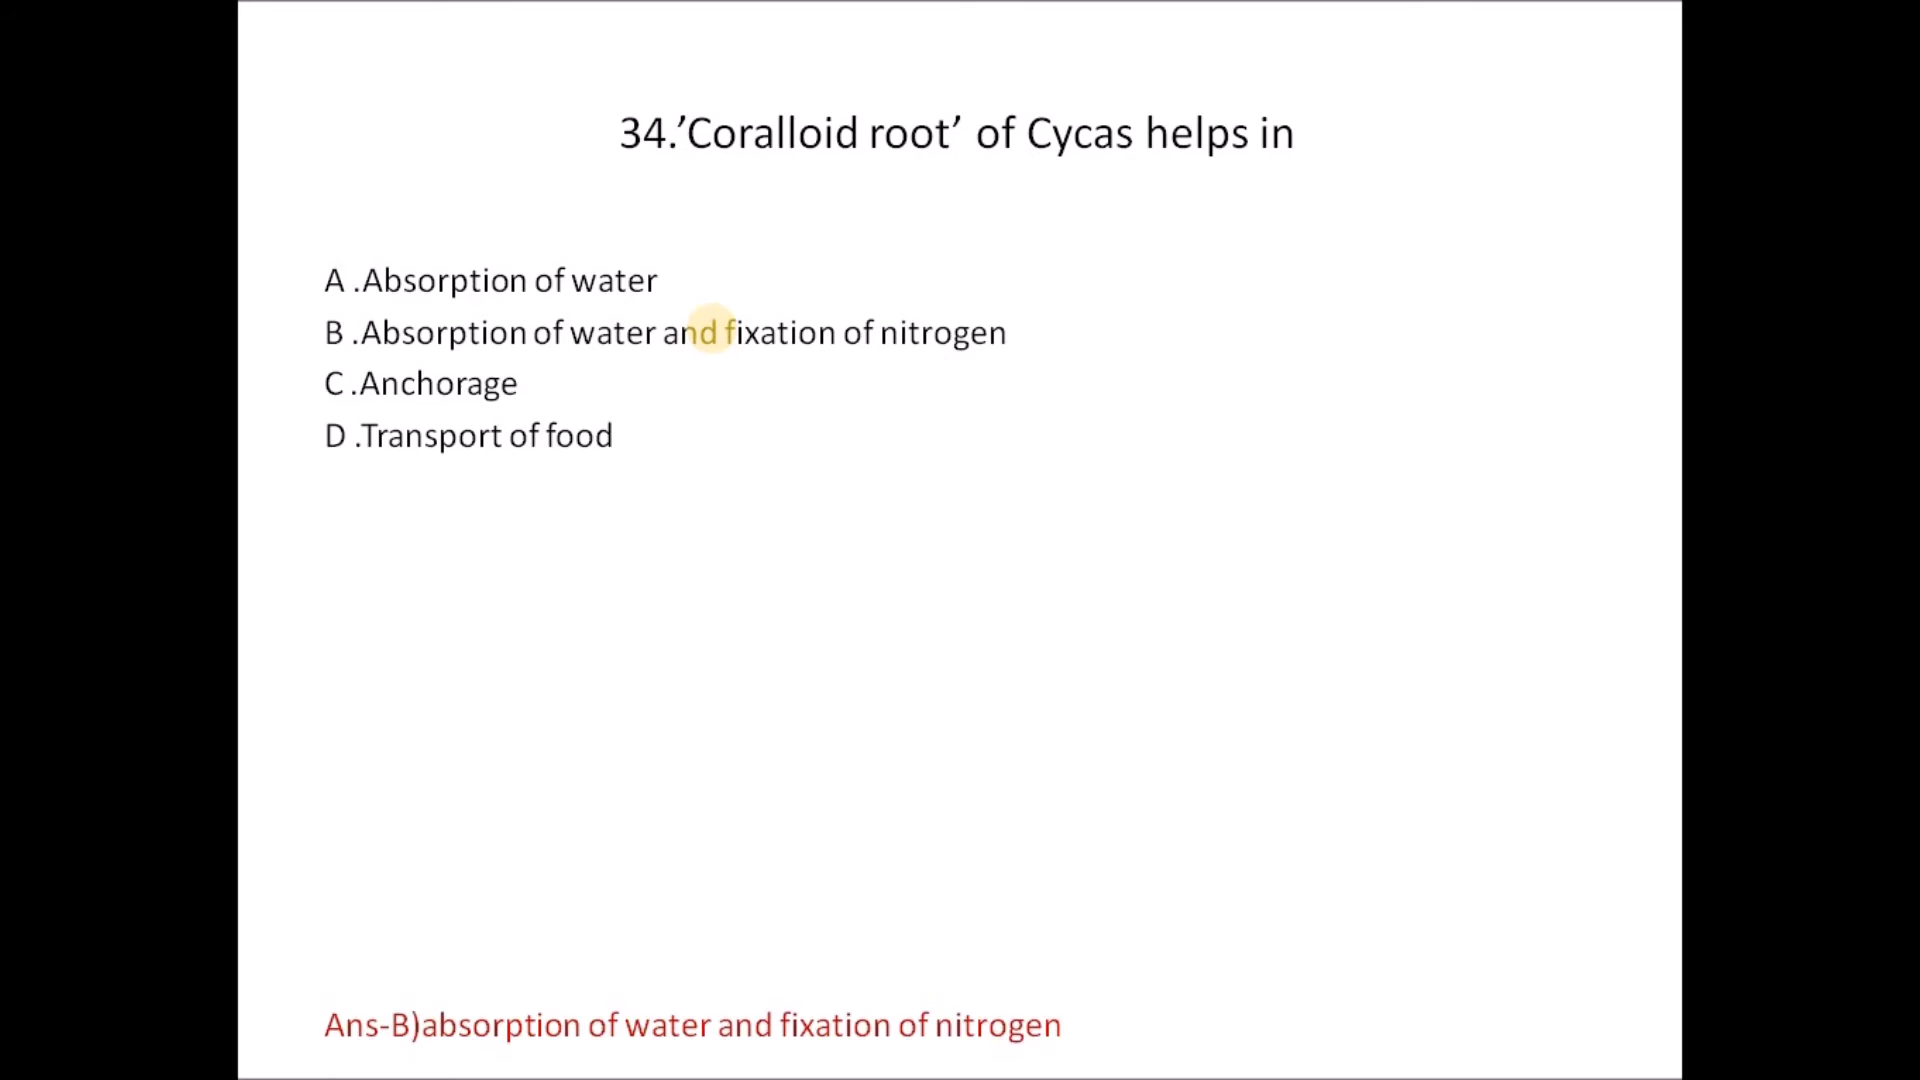 34.’Coralloid root’ of Cycas helps in
A .Absorption of water
B .Absorption of water and fixation of nitrogen
C .Anchorage
D .Transport of food
Ans-B)absorption of water and fixation of nitrogen